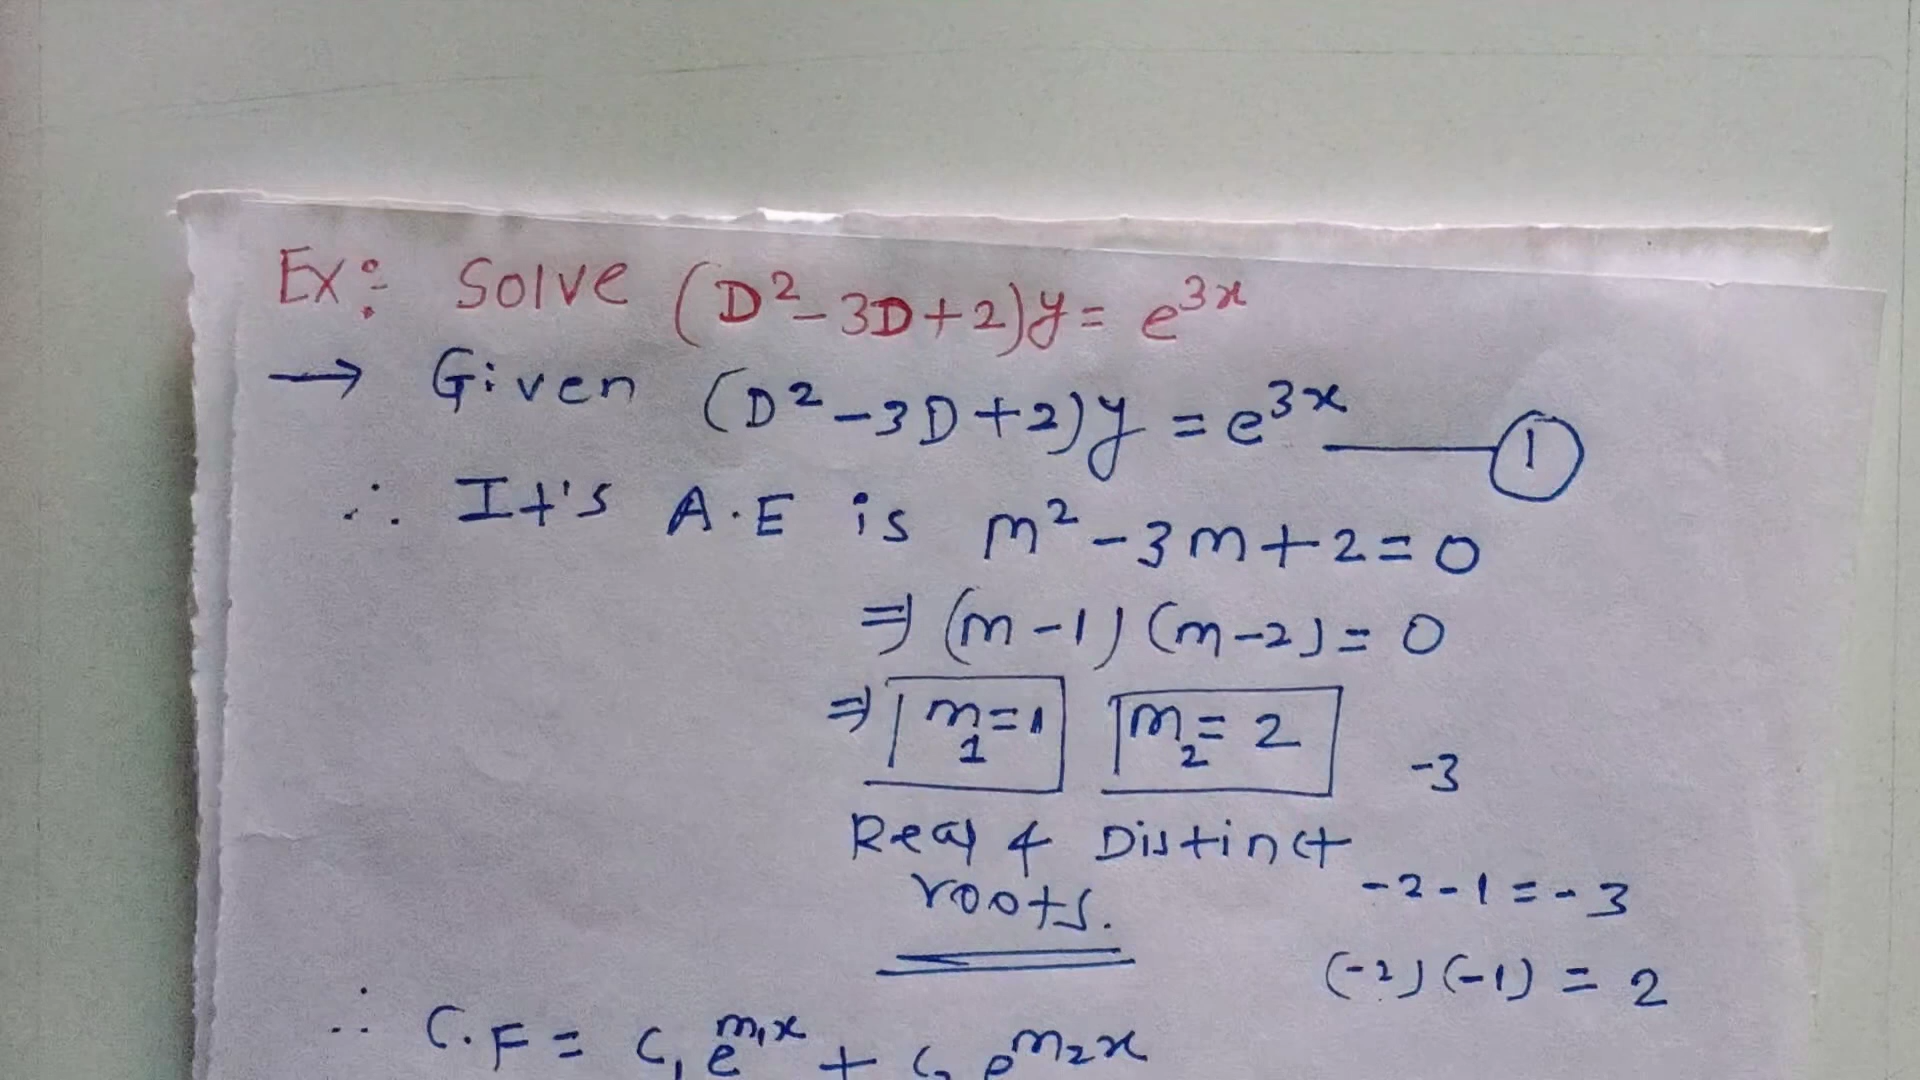 Ex: Solve (D²-3D+2)y= e³ˣ
→ Given (D²-3D+2)y = e³ˣ ——— ①
∴ It's A.E is m²-3m+2=0
⇒ (m-1) (m-2)=0
⇒ m₁=1 m₂=2
-3
Real & Distinct
roots.
-2-1=-3
(-2)(-1) = 2
∴ C.F = C₁e^m₁x + C₂e^m₂x